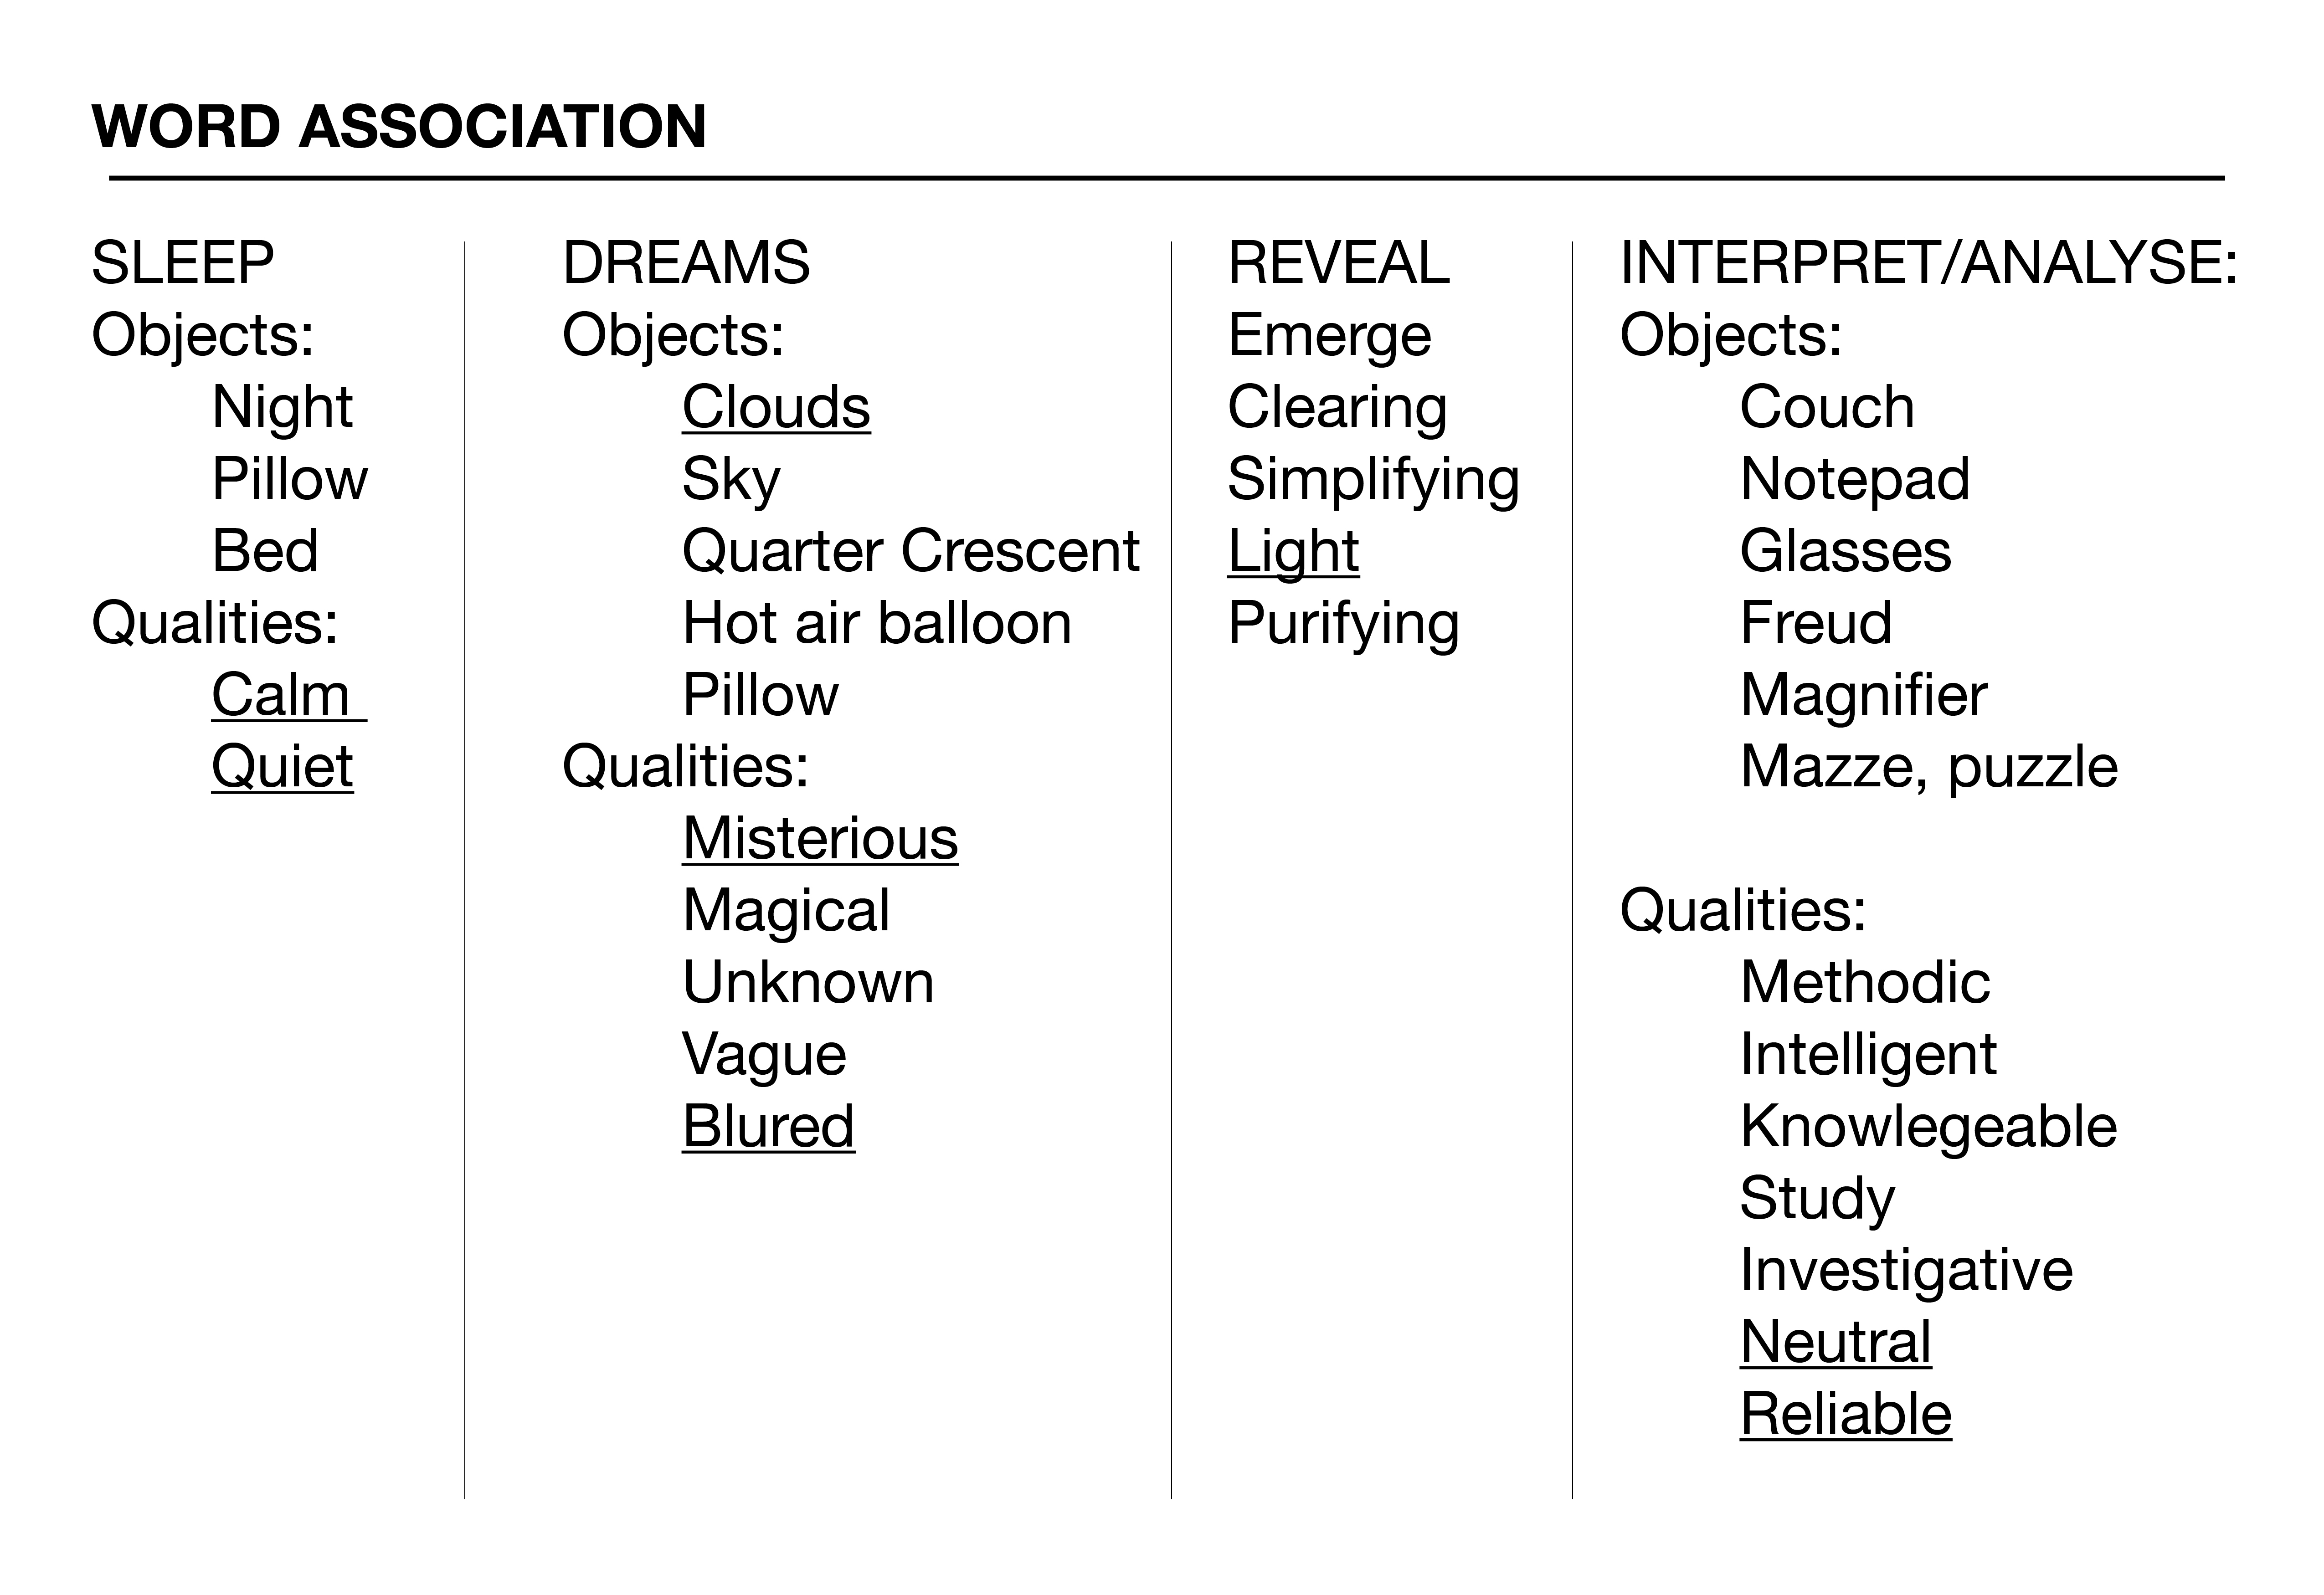 WORD ASSOCIATION
SLEEP
Objects:
Night
Pillow
Bed
Qualities:
Calm
Quiet
DREAMS
Objects:
Clouds
Sky
Quarter Crescent
Hot air balloon
Pillow
Qualities:
Misterious
Magical
Unknown
Vague
Blured
REVEAL
Emerge
Clearing
Simplifying
Light
Purifying
INTERPRET/ANALYSE:
Objects:
Couch
Notepad
Glasses
Freud
Magnifier
Mazze, puzzle
Qualities:
Methodic
Intelligent
Knowlegeable
Study
Investigative
Neutral
Reliable